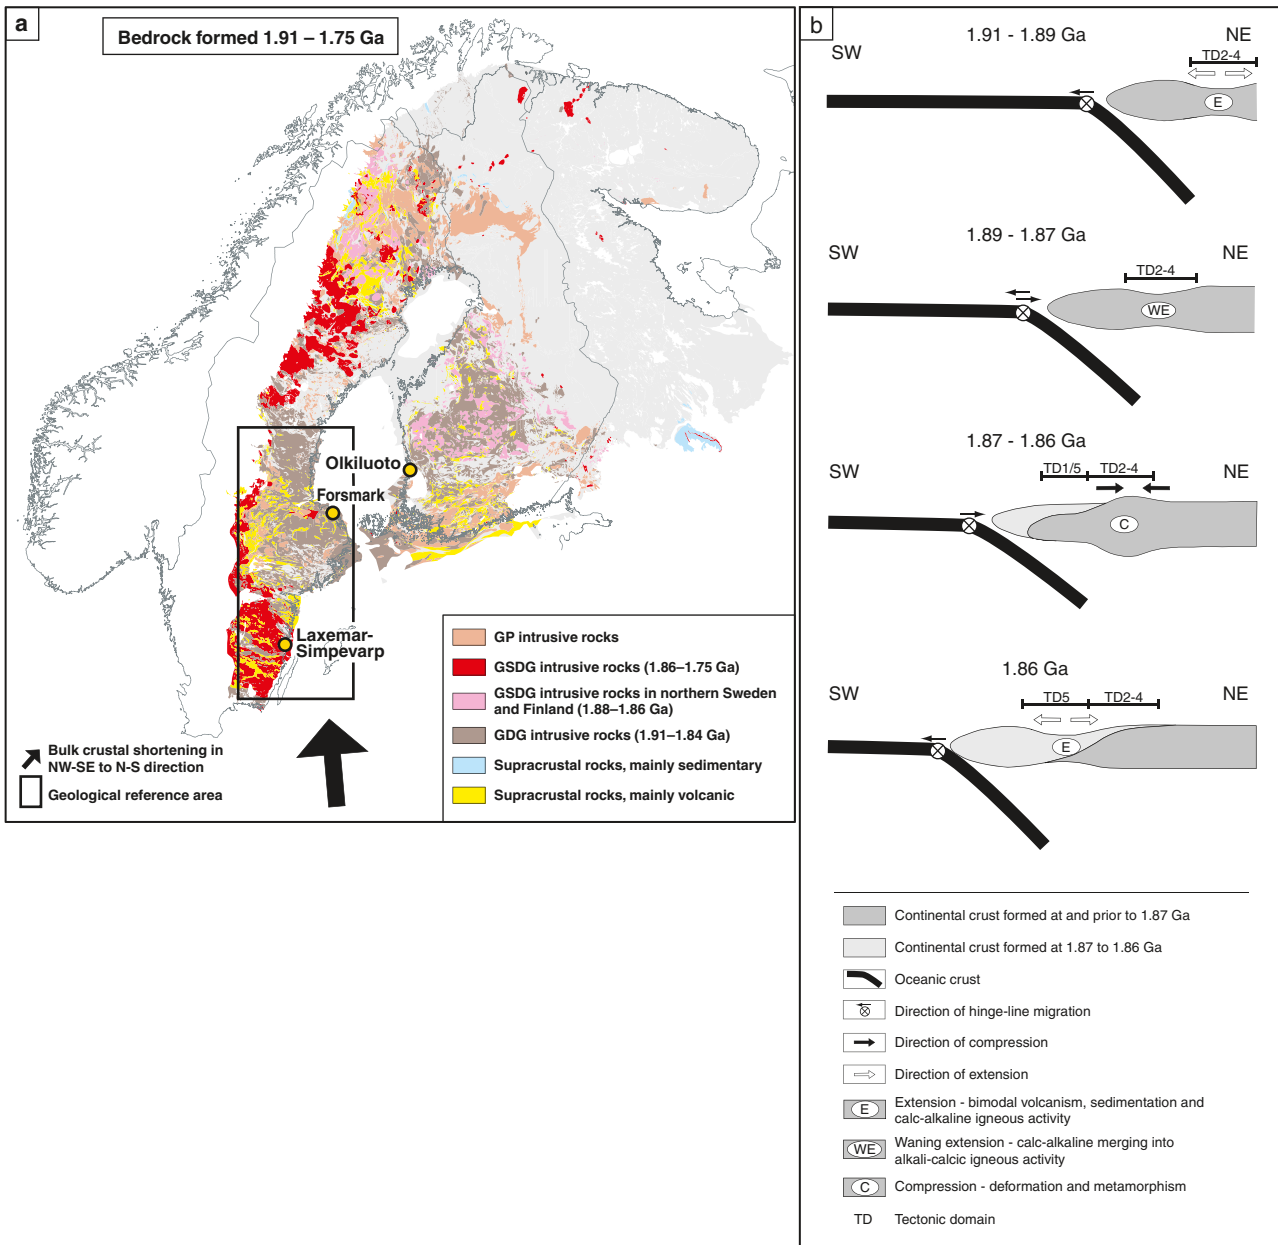 a
Bedrock formed 1.91 – 1.75 Ga
Olkiluoto
Forsmark
Laxemar-
Simpevarp
Bulk crustal shortening in
NW-SE to N-S direction
Geological reference area
GP intrusive rocks
GSDG intrusive rocks (1.86–1.75 Ga)
GSDG intrusive rocks in northern Sweden
and Finland (1.88–1.86 Ga)
GDG intrusive rocks (1.91–1.84 Ga)
Supracrustal rocks, mainly sedimentary
Supracrustal rocks, mainly volcanic
b
1.91 - 1.89 Ga
SW
NE
TD2-4
E
1.89 - 1.87 Ga
SW
NE
TD2-4
WE
1.87 - 1.86 Ga
SW
NE
TD1/5
TD2-4
C
1.86 Ga
SW
NE
TD5
TD2-4
E
Continental crust formed at and prior to 1.87 Ga
Continental crust formed at 1.87 to 1.86 Ga
Oceanic crust
Direction of hinge-line migration
Direction of compression
Direction of extension
E Extension - bimodal volcanism, sedimentation and
calc-alkaline igneous activity
WE Waning extension - calc-alkaline merging into
alkali-calcic igneous activity
C Compression - deformation and metamorphism
TD Tectonic domain